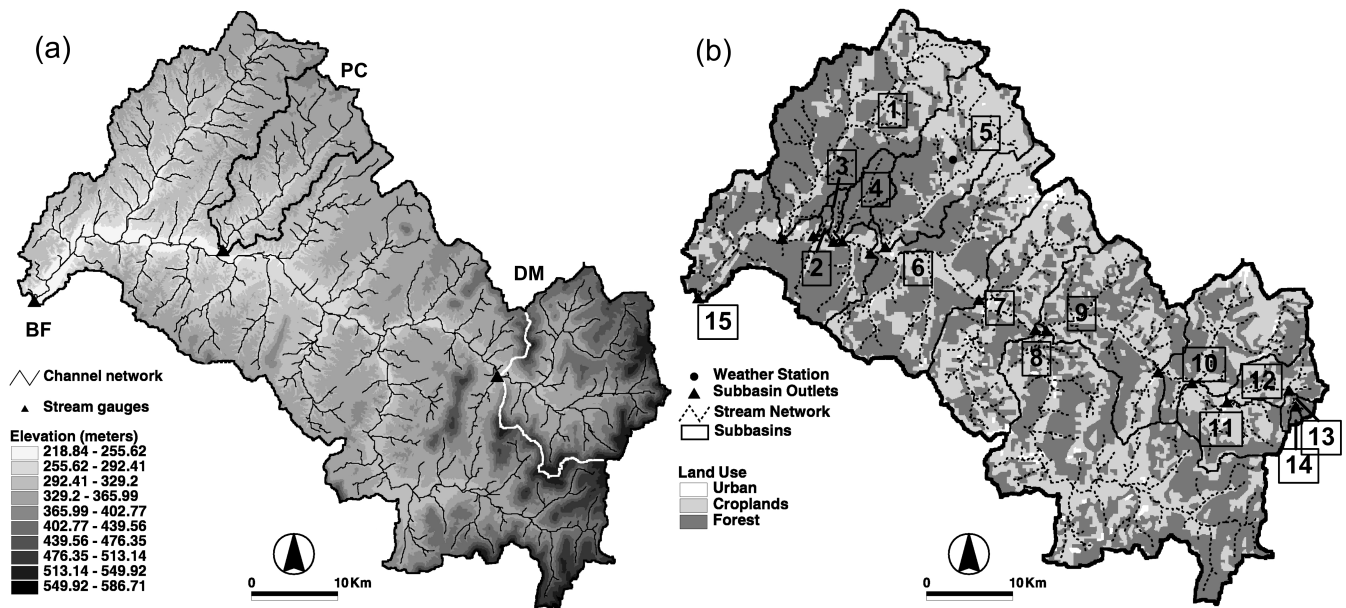 (a)
PC
DM
BF
Channel network
Stream gauges
Elevation (meters)
218.84 - 255.62
255.62 - 292.41
292.41 - 329.2
329.2 - 365.99
365.99 - 402.77
402.77 - 439.56
439.56 - 476.35
476.35 - 513.14
513.14 - 549.92
549.92 - 586.71
0 10 Km
(b)
1
5
3
4
2
6
15
7
9
8
10
12
11
13
14
Weather Station
Subbasin Outlets
Stream Network
Subbasins
Land Use
Urban
Croplands
Forest
0 10 Km